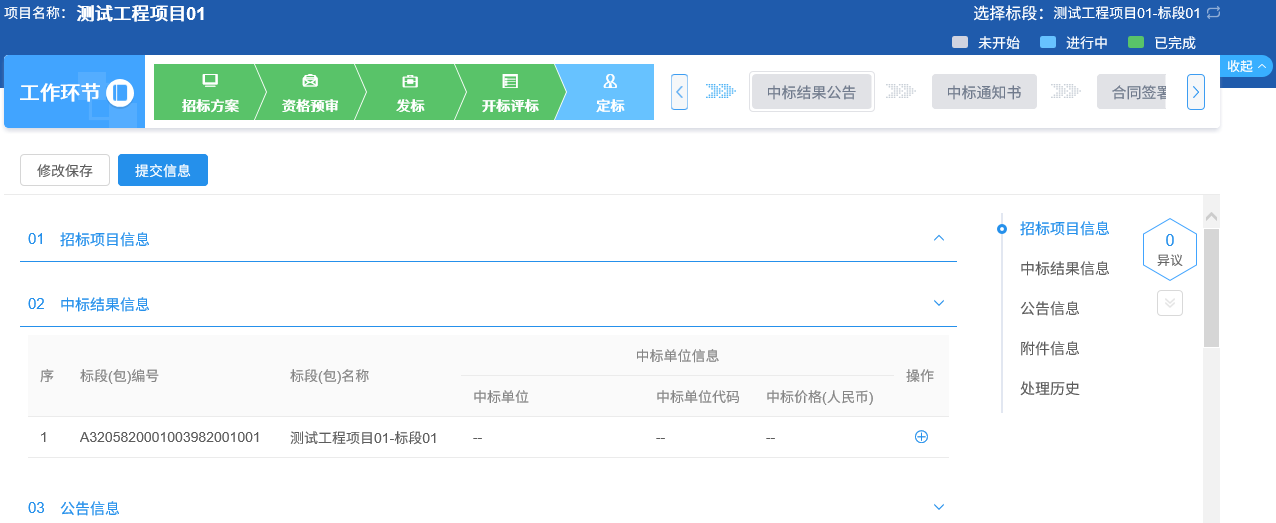 项目名称： 测试工程项目01
选择标段：测试工程项目01-标段01
未开始 进行中 已完成
收起
工作环节
招标方案 资格预审 发标 开标评标 定标
中标结果公告 中标通知书 合同签署
修改保存 提交信息
01 招标项目信息
02 中标结果信息
序 标段(包)编号 标段(包)名称 中标单位信息 操作
中标单位 中标单位代码 中标价格(人民币)
1 A3205820001003982001001 测试工程项目01-标段01 -- -- --
03 公告信息
招标项目信息
中标结果信息
公告信息
附件信息
处理历史
0
异议